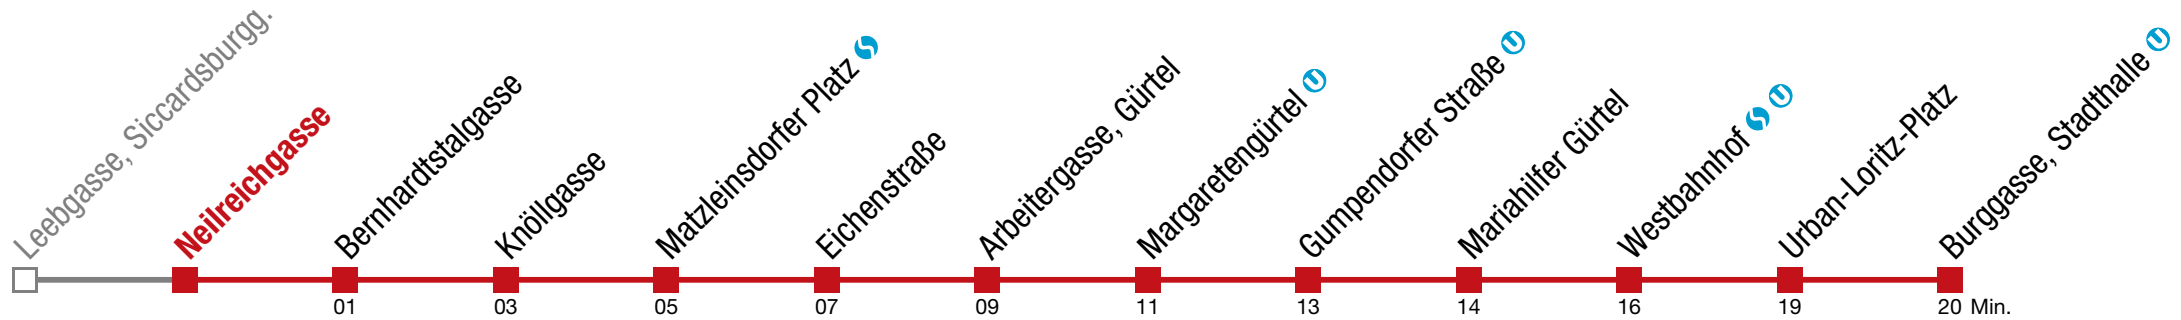 Leebgasse, Siccardsburgg.
Neilreichgasse
Bernhardtstalgasse
Knöllgasse
Matzleinsdorfer Platz S
Eichenstraße
Arbeitergasse, Gürtel
Margaretengürtel U
Gumpendorfer Straße U
Mariahilfer Gürtel
Westbahnhof S U
Urban-Loritz-Platz
Burggasse, Stadthalle U
01 03 05 07 09 11 13 14 16 19 20 Min.